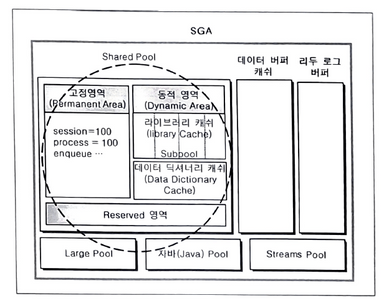 SGA
Shared Pool
데이터 버퍼
캐쉬
리두 로그
버퍼
고정영역
(Permanent Area)
동적 영역
(Dynamic Area)
session=100
process = 100
enqueue ···
라이브러리 캐쉬
(library Cache)
Subpool
데이터 딕셔너리 캐쉬
(Data Dictionary
Cache)
Reserved 영역
Large Pool
자바(Java) Pool
Streams Pool